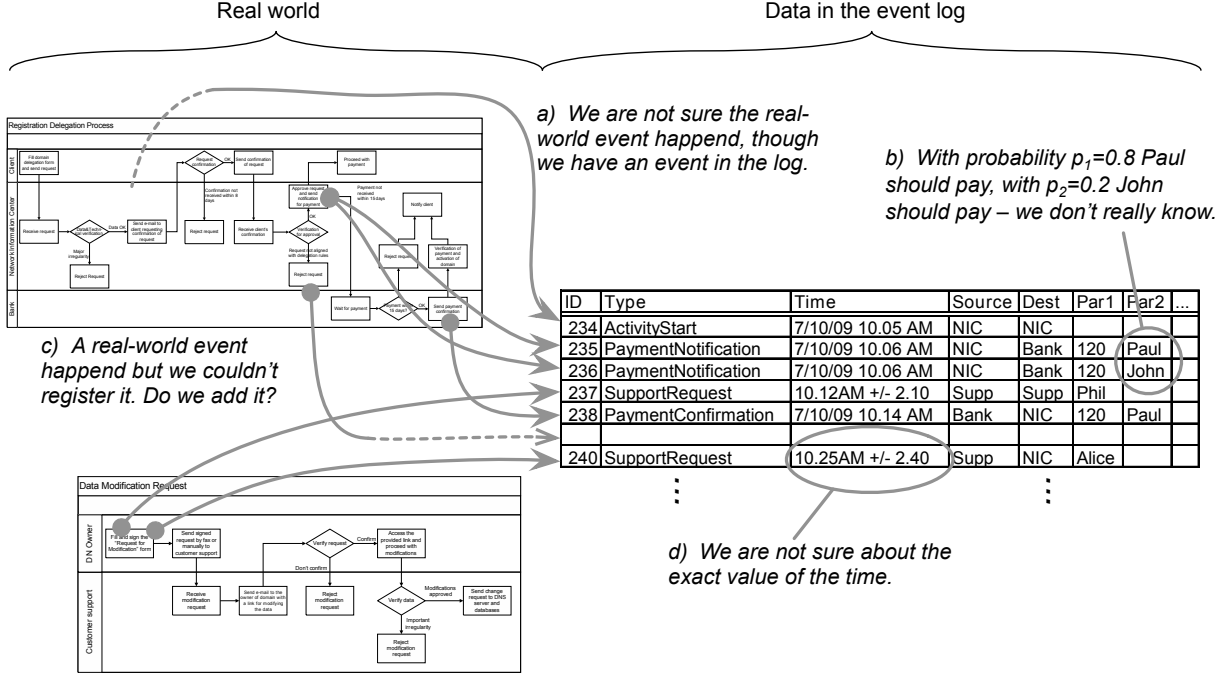 Real world
Data in the event log
a) We are not sure the real-
world event happend, though
we have an event in the log.
b) With probability p1=0.8 Paul
should pay, with p2=0.2 John
should pay – we don't really know.
Registration Delegation Process
Client
Fill domain
delegation form
and send request
Request
confirmation
OK
Send confirmation
of request
Proceed with
payment
Network Information Center
Confirmation not
received within 8
days
Approve request
and send
notification
for payment
Payment not
received
within 15 days
Notify client
Receive request
Data&Techni
cal verification
Data OK
Send e-mail to
client requesting
confirmation of
request
Reject request
Receive client's
confirmation
OK
Verification
for approval
Major
irregularity
Reject Request
Request not aligned
with delegation rules
Reject request
Reject request
Verification of
payment and
activation of
domain
Bank
Wait for payment
Payment within
15 days?
OK
Send payment
confirmation
c) A real-world event
happend but we couldn't
register it. Do we add it?
ID Type Time Source Dest Par1 Par2 ...
234 ActivityStart 7/10/09 10.05 AM NIC NIC
235 PaymentNotification 7/10/09 10.06 AM NIC Bank 120 Paul
236 PaymentNotification 7/10/09 10.06 AM NIC Bank 120 John
237 SupportRequest 10.12AM +/- 2.10 Supp Supp Phil
238 PaymentConfirmation 7/10/09 10.14 AM Bank NIC 120 Paul
240 SupportRequest 10.25AM +/- 2.40 Supp NIC Alice
d) We are not sure about the
exact value of the time.
Data Modification Request
DN Owner
Fill and sign the
"Request for
Modification" form
Send signed
request by fax or
manually to
customer support
Verify request
Confirm
Access the
provided link and
proceed with
modifications
Don't confirm
Customer support
Receive
modification
request
Send e-mail to the
owner of domain with
a link for modifying
the data
Reject
modification
request
Verify data
Modifications
approved
Send change
request to DNS
server and
databases
Important
irregularity
Reject
modification
request